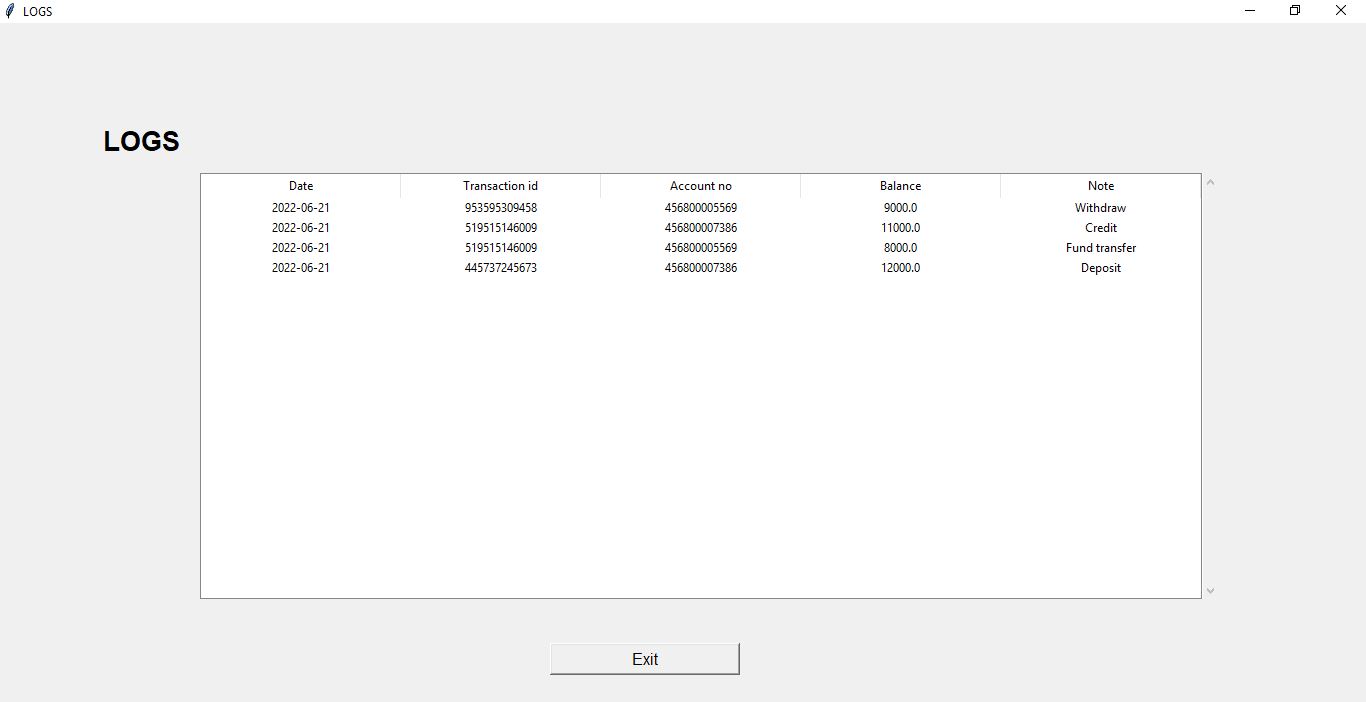 LOGS
LOGS
Date Transaction id Account no Balance Note
2022-06-21 953595309458 456800005569 9000.0 Withdraw
2022-06-21 519515146009 456800007386 11000.0 Credit
2022-06-21 519515146009 456800005569 8000.0 Fund transfer
2022-06-21 445737245673 456800007386 12000.0 Deposit
Exit